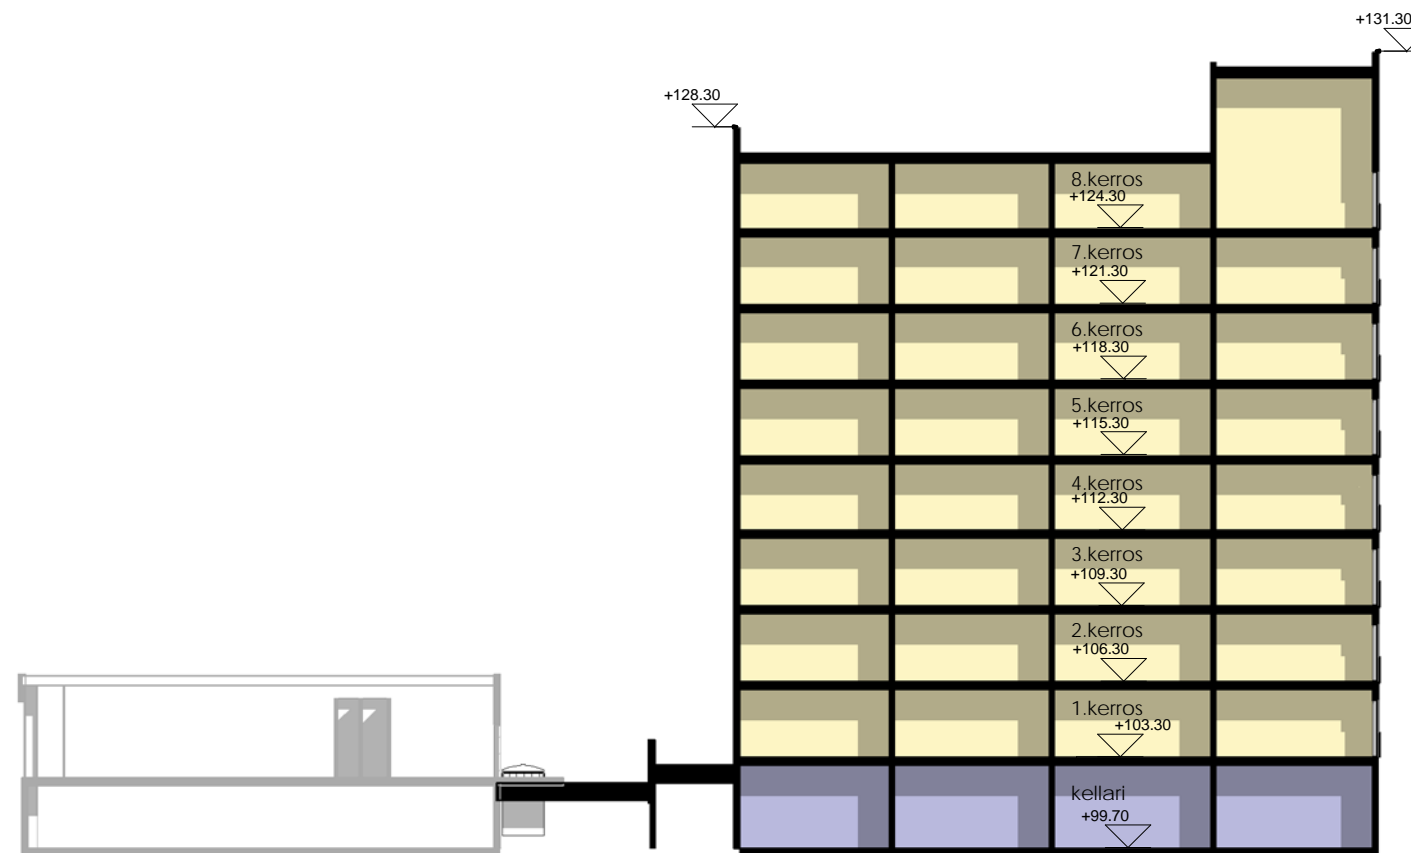 +131.30
+128.30
8.kerros
+124.30
7.kerros
+121.30
6.kerros
+118.30
5.kerros
+115.30
4.kerros
+112.30
3.kerros
+109.30
2.kerros
+106.30
1.kerros
+103.30
kellari
+99.70